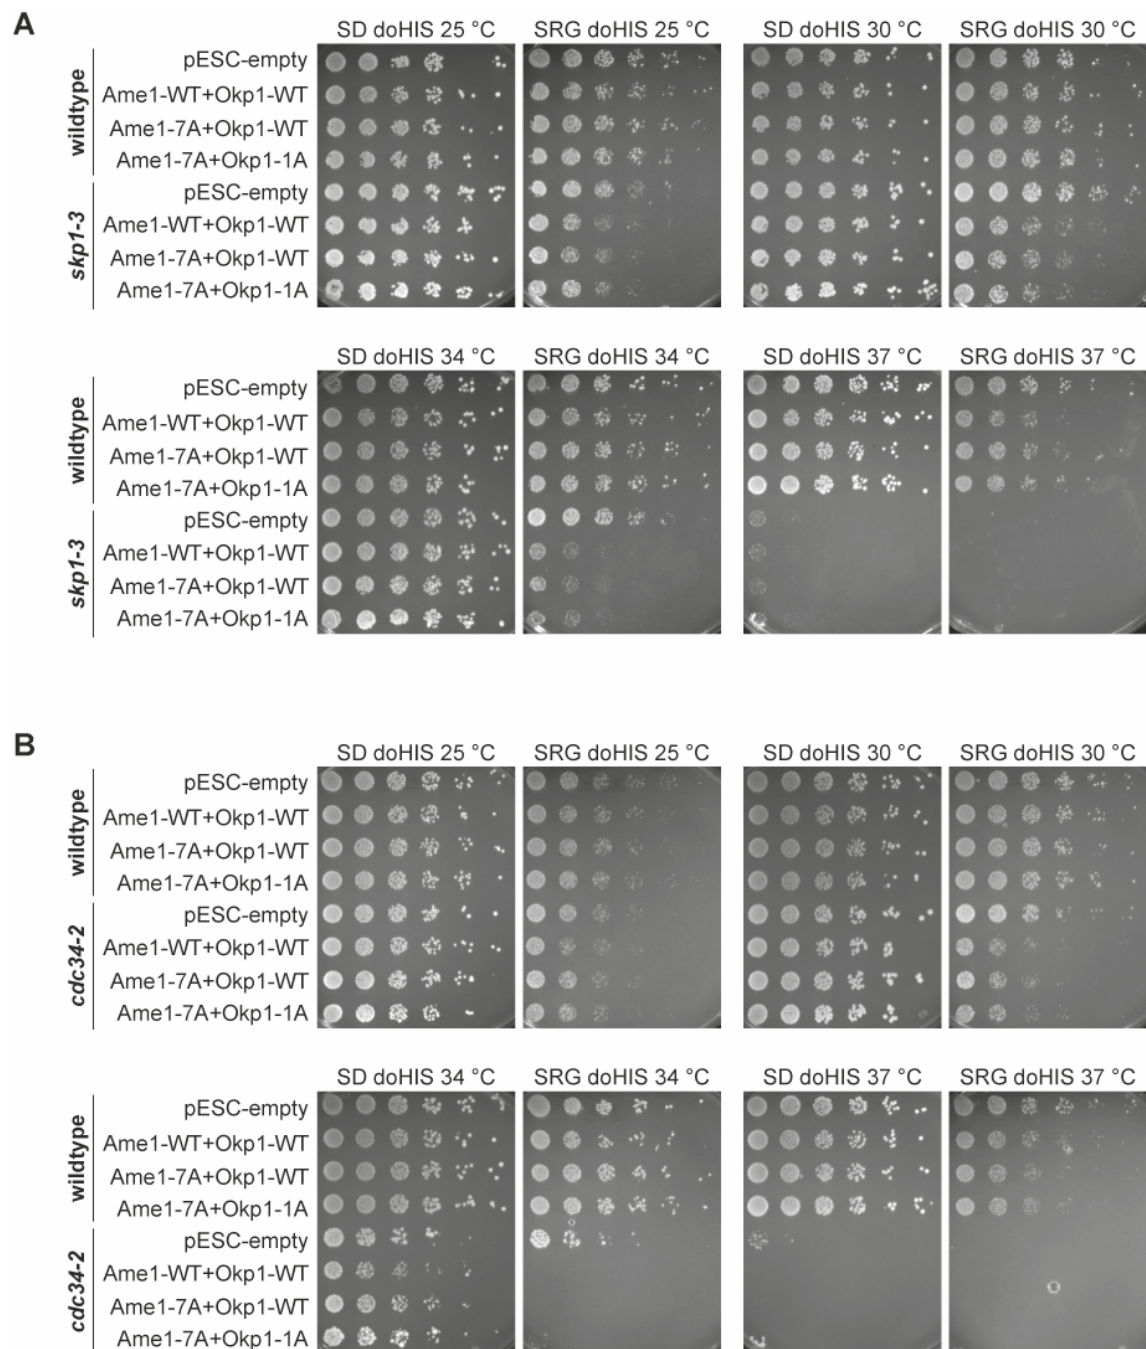 A
SD doHIS 25 °C SRG doHIS 25 °C SD doHIS 30 °C SRG doHIS 30 °C
wildtype
pESC-empty
Ame1-WT+Okp1-WT
Ame1-7A+Okp1-WT
Ame1-7A+Okp1-1A
skp1-3
pESC-empty
Ame1-WT+Okp1-WT
Ame1-7A+Okp1-WT
Ame1-7A+Okp1-1A
SD doHIS 34 °C SRG doHIS 34 °C SD doHIS 37 °C SRG doHIS 37 °C
wildtype
pESC-empty
Ame1-WT+Okp1-WT
Ame1-7A+Okp1-WT
Ame1-7A+Okp1-1A
skp1-3
pESC-empty
Ame1-WT+Okp1-WT
Ame1-7A+Okp1-WT
Ame1-7A+Okp1-1A
B
SD doHIS 25 °C SRG doHIS 25 °C SD doHIS 30 °C SRG doHIS 30 °C
wildtype
pESC-empty
Ame1-WT+Okp1-WT
Ame1-7A+Okp1-WT
Ame1-7A+Okp1-1A
cdc34-2
pESC-empty
Ame1-WT+Okp1-WT
Ame1-7A+Okp1-WT
Ame1-7A+Okp1-1A
SD doHIS 34 °C SRG doHIS 34 °C SD doHIS 37 °C SRG doHIS 37 °C
wildtype
pESC-empty
Ame1-WT+Okp1-WT
Ame1-7A+Okp1-WT
Ame1-7A+Okp1-1A
cdc34-2
pESC-empty
Ame1-WT+Okp1-WT
Ame1-7A+Okp1-WT
Ame1-7A+Okp1-1A